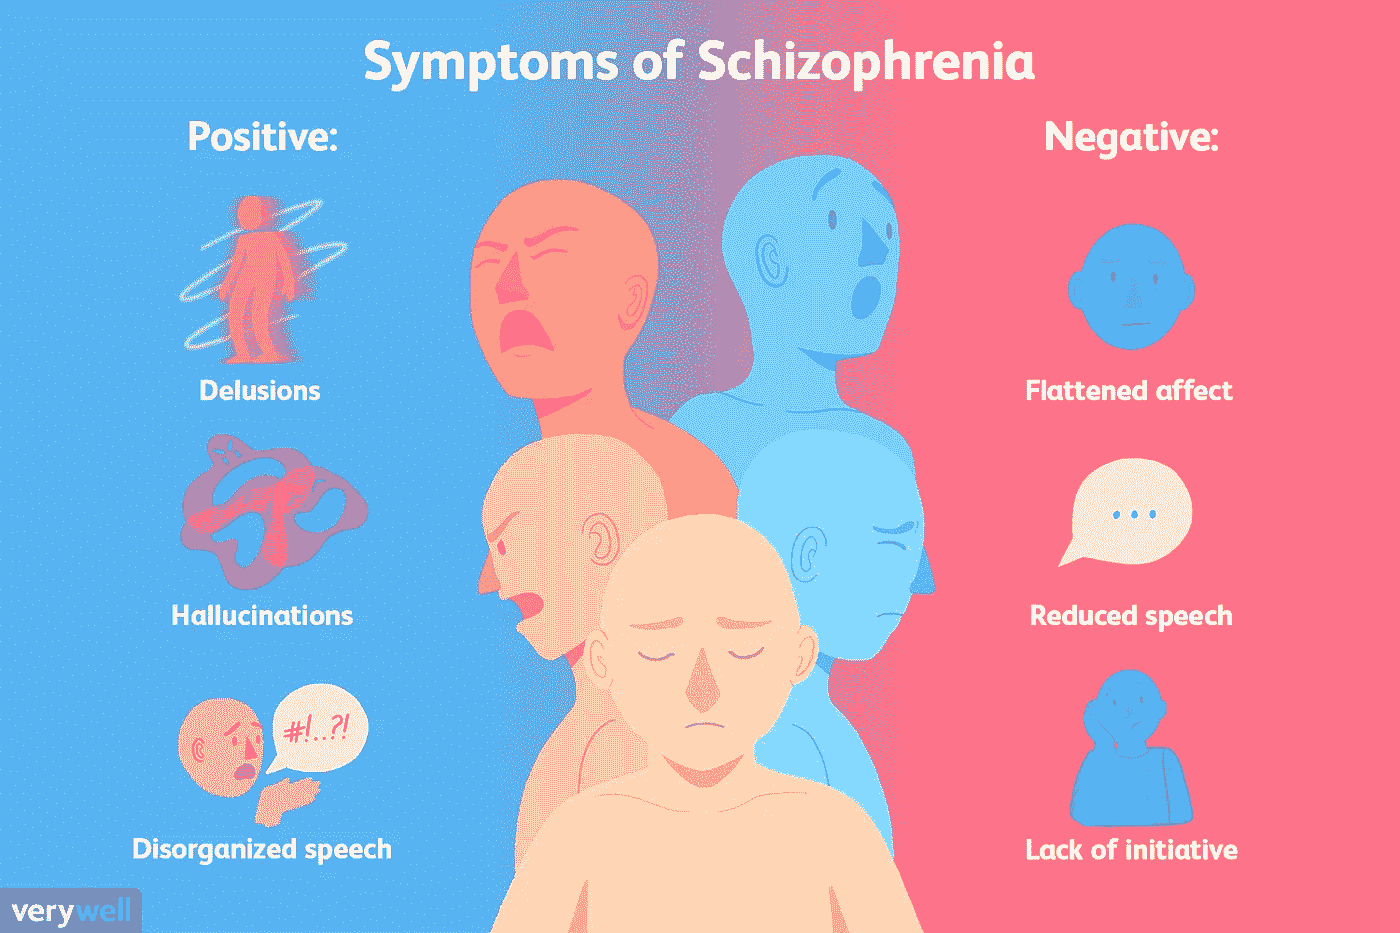 Symptoms of Schizophrenia
Positive:
Delusions
Hallucinations
#!..?!
Disorganized speech
Negative:
Flattened affect
Reduced speech
Lack of initiative
verywell